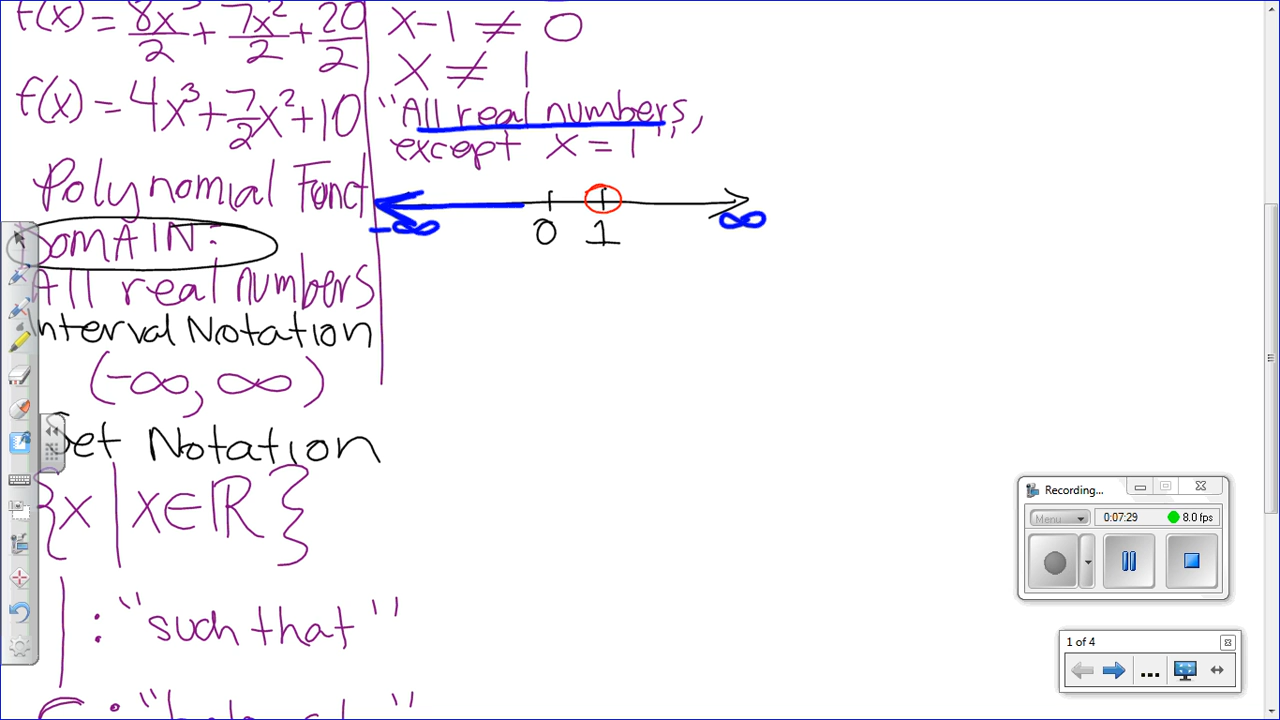 f(x) = 8x³/2 + 7x²/2 + 20/2
f(x) = 4x³ + 7/2 x² + 10
Polynomial Funct
DOMAIN:
All real numbers
Interval Notation
(-∞, ∞)
Set Notation
{x | x ∈ ℝ}
| : "such that"
x-1 ≠ 0
x ≠ 1
"All real numbers,
except x = 1"
-∞ 0 1 ∞
Recording...
Menu 0:07:29 8.0 fps
1 of 4